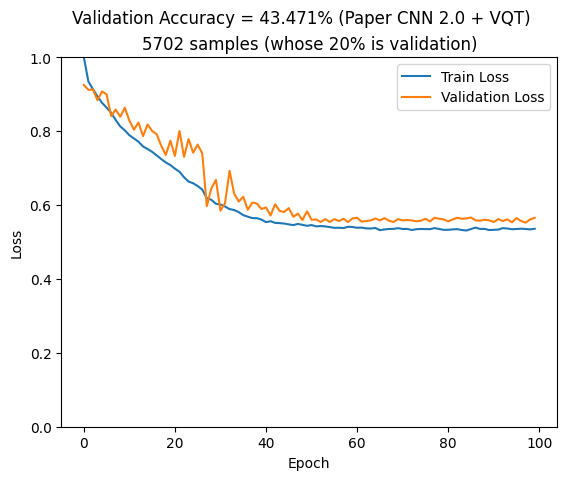 Validation Accuracy = 43.471% (Paper CNN 2.0 + VQT)
5702 samples (whose 20% is validation)
Train Loss
Validation Loss
Loss
1.0
0.8
0.6
0.4
0.2
0.0
0 20 40 60 80 100
Epoch